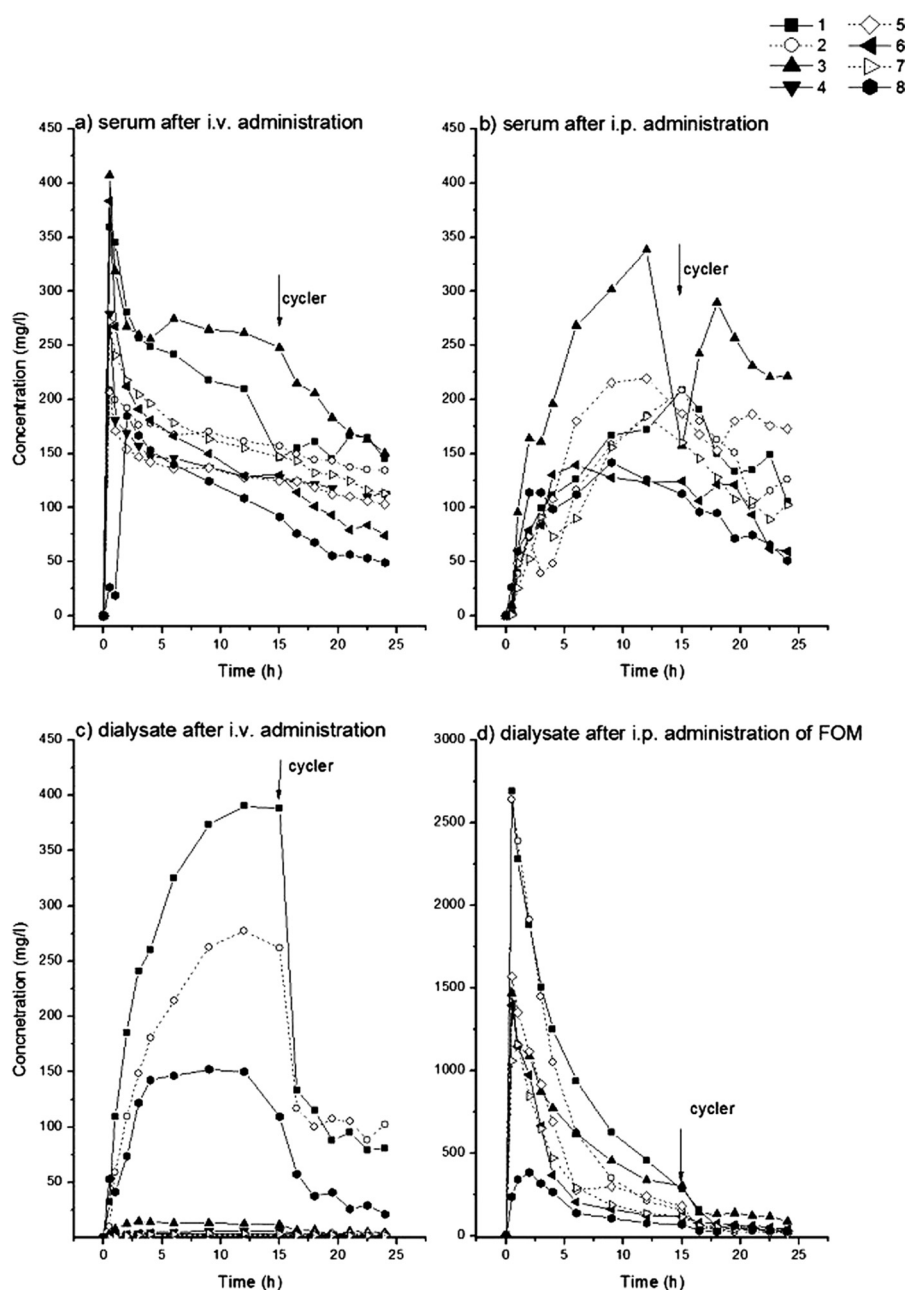 1 5
2 6
3 7
4 8
a) serum after i.v. administration
450
400
350
300
250
200
150
100
50
0
Concentration (mg/l)
cycler
0 5 10 15 20 25
Time (h)
b) serum after i.p. administration
450
400
350
300
250
200
150
100
50
0
cycler
0 5 10 15 20 25
Time (h)
c) dialysate after i.v. administration
450
400
350
300
250
200
150
100
50
Concnetration (mg/l)
cycler
0 5 10 15 20 25
Time (h)
d) dialysate after i.p. administration of FOM
3000
2500
2000
1500
1000
500
0
cycler
0 5 10 15 20 25
Time (h)